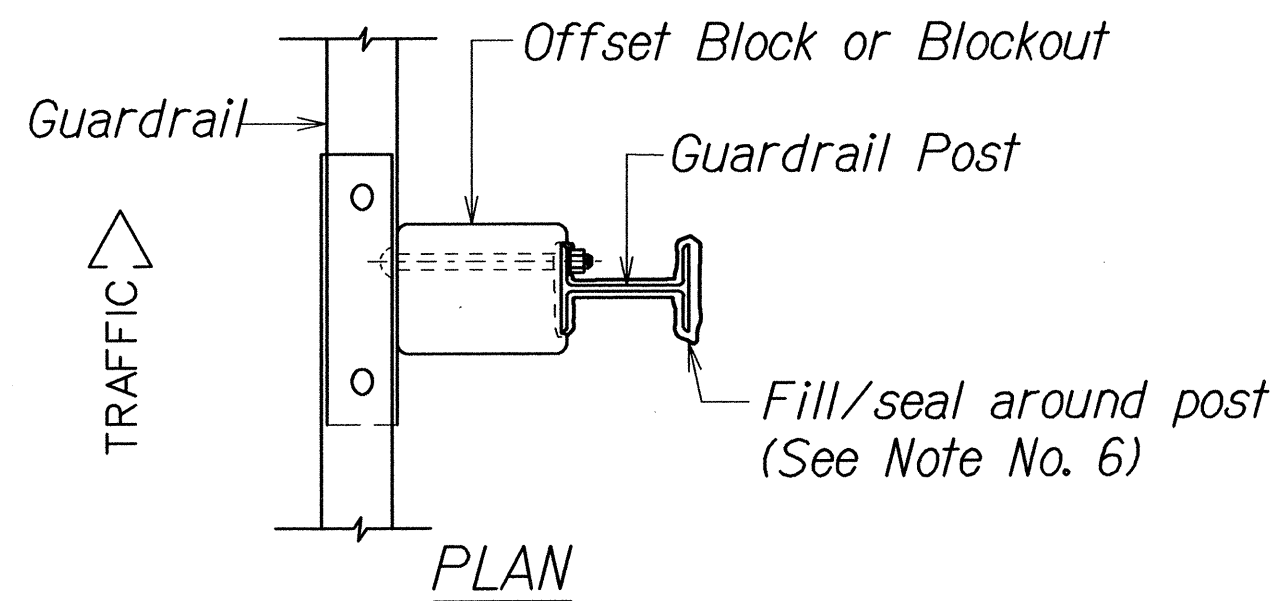 Offset Block or Blockout
Guardrail
Guardrail Post
TRAFFIC
Fill/seal around post
(See Note No. 6)
PLAN